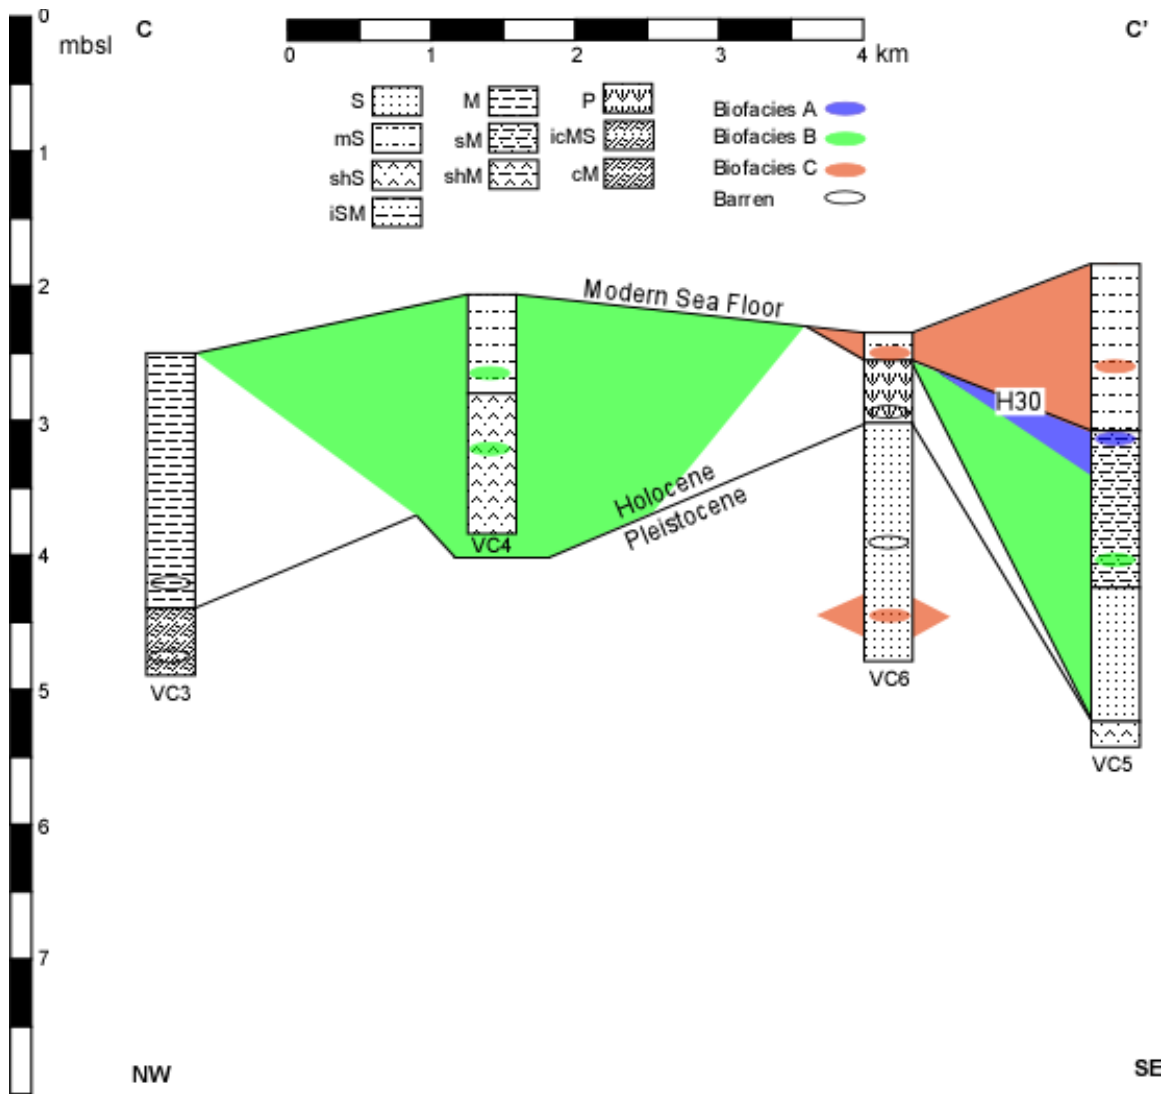 0
mbsl
C
C'
0
1
2
3
4
km
S
M
P
Biofacies A
mS
sM
icMS
Biofacies B
shS
shM
cM
Biofacies C
iSM
Barren
1
2
Modern Sea Floor
H30
3
Holocene
Pleistocene
VC4
4
VC3
VC6
5
VC5
6
7
NW
SE